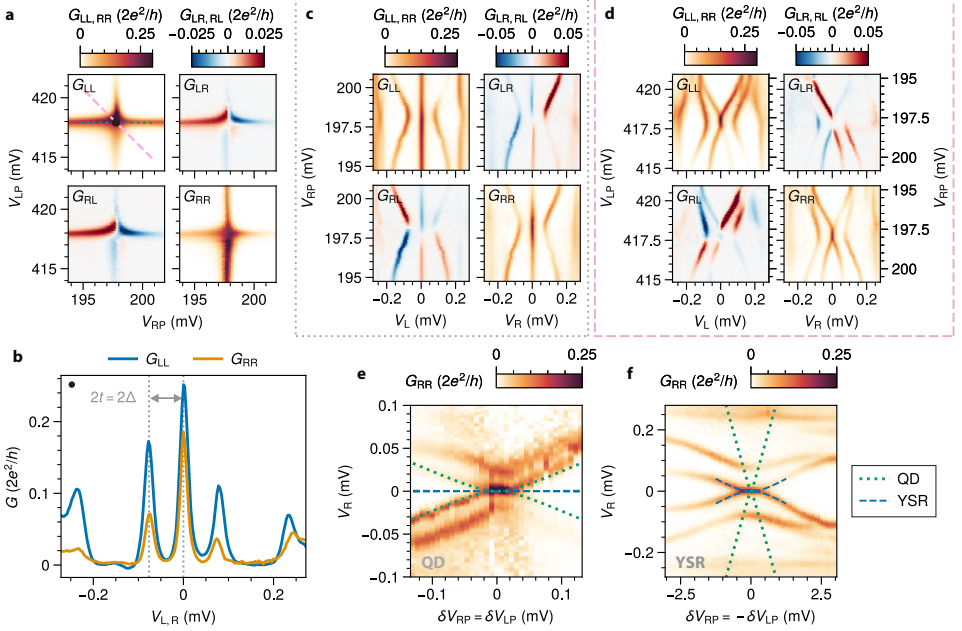 a
G_LL, RR (2e²/h)
0 0.25
G_LR, RL (2e²/h)
-0.025 0 0.025
G_LL
G_LR
G_RL
G_RR
420
415
420
415
V_LP (mV)
195 200 195 200
V_RP (mV)
c
G_LL, RR (2e²/h)
0 0.25
G_LR, RL (2e²/h)
-0.05 0 0.05
G_LL
G_LR
G_RL
G_RR
200
197.5
195
200
197.5
195
V_RP (mV)
−0.2 0 0.2
−0.2 0 0.2
V_L (mV)
V_R (mV)
d
G_LL, RR (2e²/h)
0 0.25
G_LR, RL (2e²/h)
-0.05 0 0.05
G_LL
G_LR
G_RL
G_RR
420
417.5
415
420
417.5
415
V_LP (mV)
195
197.5
200
195
197.5
200
V_RP (mV)
−0.2 0 0.2
−0.2 0 0.2
V_L (mV)
V_R (mV)
b
G_LL
G_RR
2t = 2Δ
0.2
0.1
0
G (2e²/h)
−0.2 0.0 0.2
V_L, R (mV)
e
G_RR (2e²/h)
0 0.25
0.1
0.05
0
−0.05
−0.1
V_R (mV)
QD
−0.1 0 0.1
δV_RP = δV_LP (mV)
f
G_RR (2e²/h)
0 0.25
0.2
0
−0.2
V_R (mV)
YSR
−2.5 0 2.5
δV_RP = −δV_LP (mV)
QD
YSR